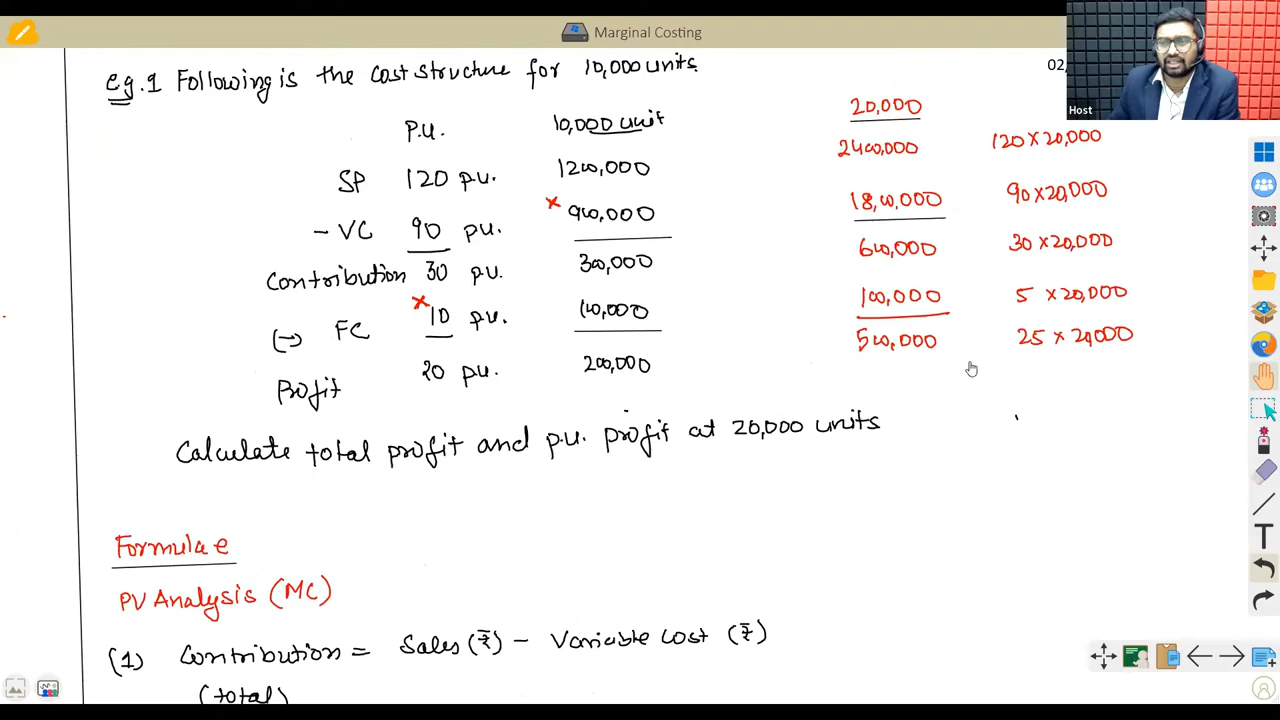 Marginal Costing
e.g.1 Following is the cost structure for 10,000 units.
02,
Host
P.U. 10,000 unit 20,000
SP 120 p.u. 1200,000 2400,000 120 × 20,000
- VC 90 p.u. × 900,000 18,00,000 90 × 20,000
Contribution 30 p.u. 300,000 600,000 30 × 20,000
(-) FC × 10 p.u. 100,000 100,000 5 × 20,000
Profit 20 p.u. 200,000 500,000 25 × 20,000
Calculate total profit and p.u. profit at 20,000 units
Formulae
PV Analysis (MC)
(1) Contribution = Sales (₹) - Variable Cost (₹)
(total)